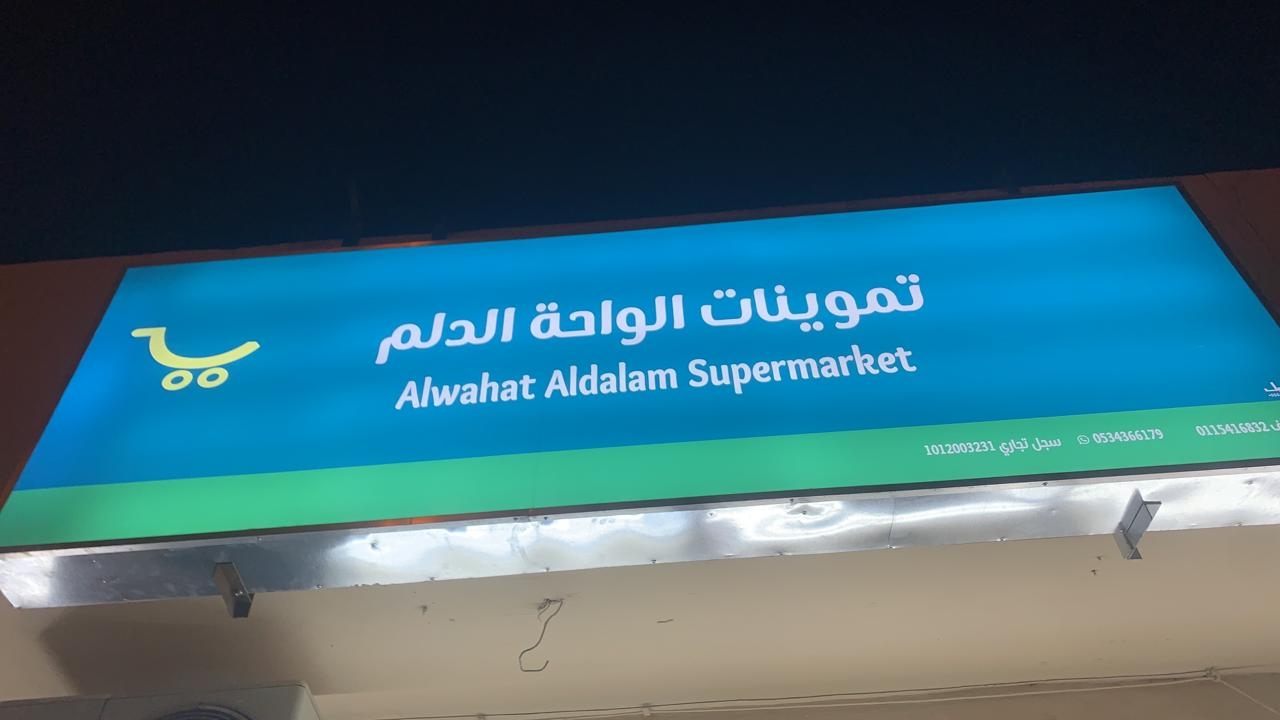 تموينات الواحة الدلم
Alwahat Aldalam Supermarket
0115416832 0534366179 سجل تجاري 1012003231